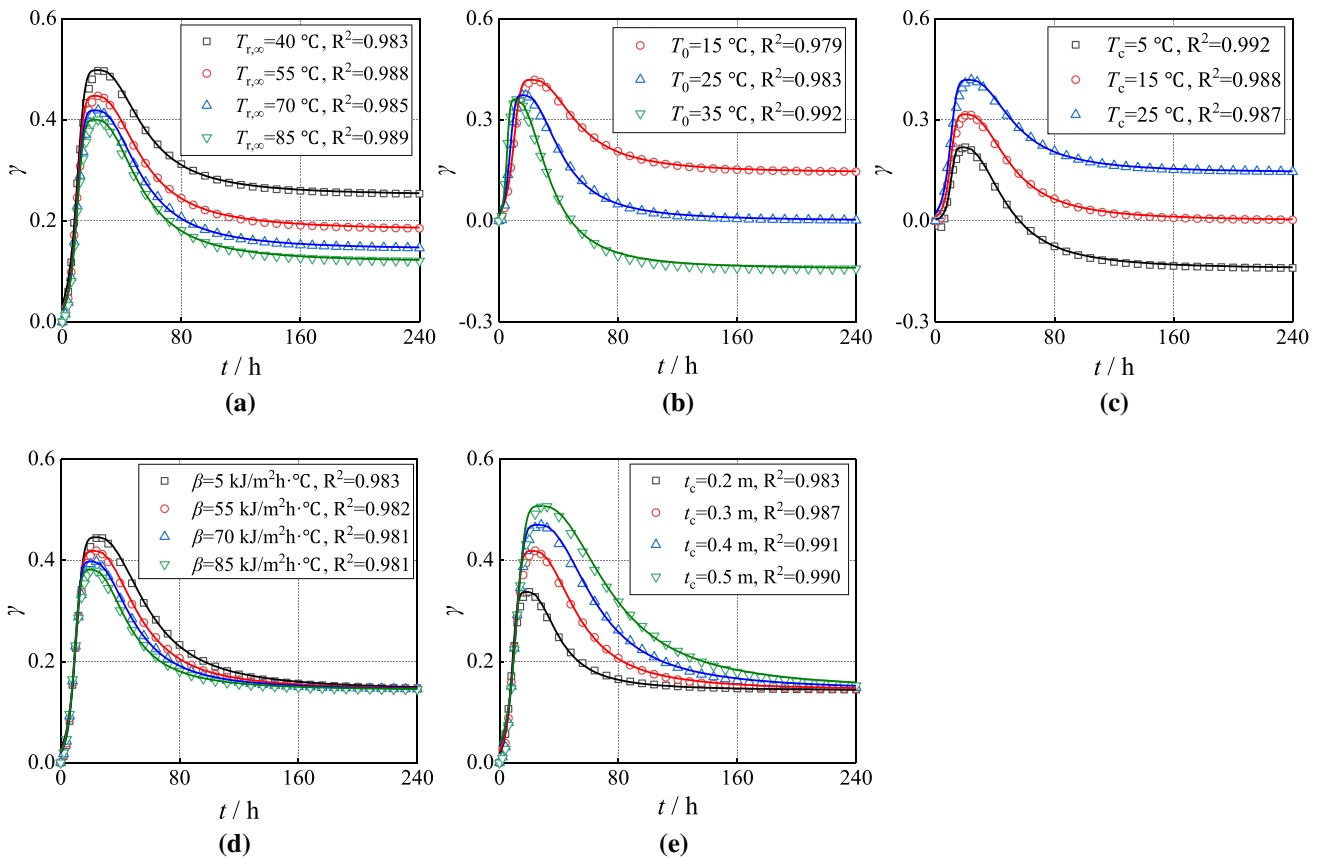 0.6
0.4
0.2
0.0
γ
T_r,∞=40 ℃, R²=0.983
T_r,∞=55 ℃, R²=0.988
T_r,∞=70 ℃, R²=0.985
T_r,∞=85 ℃, R²=0.989
0 80 160 240
t / h
(a)
0.6
0.3
0.0
-0.3
γ
T_0=15 ℃, R²=0.979
T_0=25 ℃, R²=0.983
T_0=35 ℃, R²=0.992
0 80 160 240
t / h
(b)
0.6
0.3
0.0
-0.3
γ
T_c=5 ℃, R²=0.992
T_c=15 ℃, R²=0.988
T_c=25 ℃, R²=0.987
0 80 160 240
t / h
(c)
0.6
0.4
0.2
0.0
γ
β=5 kJ/m²h·℃, R²=0.983
β=55 kJ/m²h·℃, R²=0.982
β=70 kJ/m²h·℃, R²=0.981
β=85 kJ/m²h·℃, R²=0.981
0 80 160 240
t / h
(d)
0.6
0.4
0.2
0.0
γ
t_c=0.2 m, R²=0.983
t_c=0.3 m, R²=0.987
t_c=0.4 m, R²=0.991
t_c=0.5 m, R²=0.990
0 80 160 240
t / h
(e)